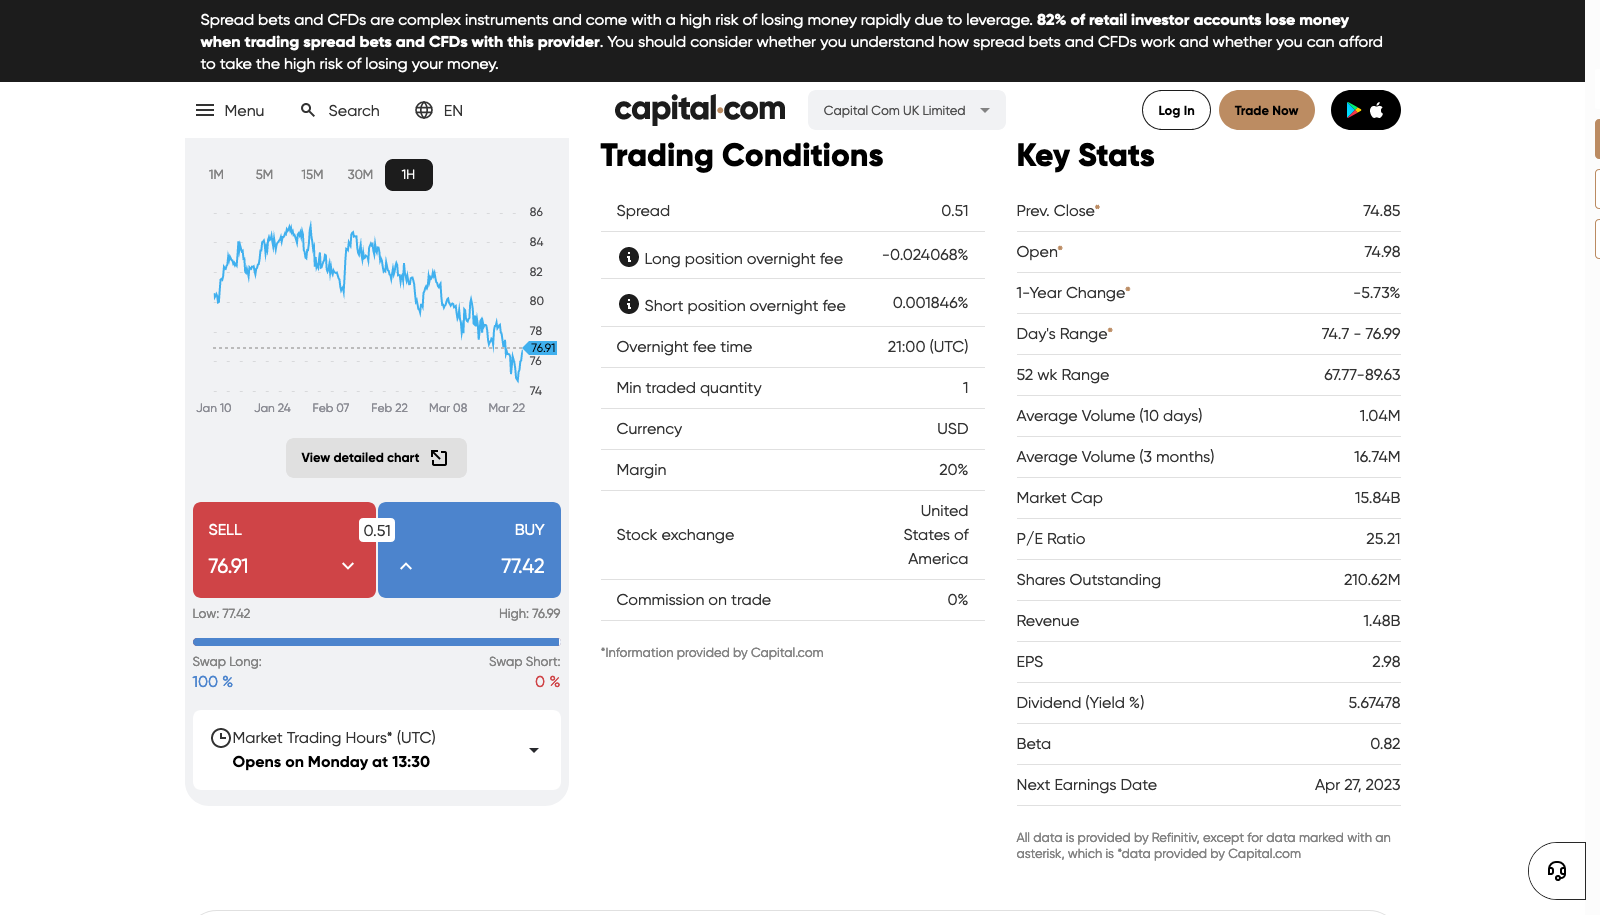 Spread bets and CFDs are complex instruments and come with a high risk of losing money rapidly due to leverage. 82% of retail investor accounts lose money
when trading spread bets and CFDs with this provider. You should consider whether you understand how spread bets and CFDs work and whether you can afford
to take the high risk of losing your money.
Menu Search EN capital.com Capital Com UK Limited Log In Trade Now
1M 5M 15M 30M 1H
86
84
82
80
78
76.91
76
74
Jan 10 Jan 24 Feb 07 Feb 22 Mar 08 Mar 22
View detailed chart
SELL 0.51 BUY
76.91 77.42
Low: 77.42 High: 76.99
Swap Long: Swap Short:
100 % 0 %
Market Trading Hours* (UTC)
Opens on Monday at 13:30
Trading Conditions
Spread 0.51
Long position overnight fee -0.024068%
Short position overnight fee 0.001846%
Overnight fee time 21:00 (UTC)
Min traded quantity 1
Currency USD
Margin 20%
Stock exchange United
States of
America
Commission on trade 0%
*Information provided by Capital.com
Key Stats
Prev. Close* 74.85
Open* 74.98
1-Year Change* -5.73%
Day's Range* 74.7 - 76.99
52 wk Range 67.77-89.63
Average Volume (10 days) 1.04M
Average Volume (3 months) 16.74M
Market Cap 15.84B
P/E Ratio 25.21
Shares Outstanding 210.62M
Revenue 1.48B
EPS 2.98
Dividend (Yield %) 5.67478
Beta 0.82
Next Earnings Date Apr 27, 2023
All data is provided by Refinitiv, except for data marked with an
asterisk, which is *data provided by Capital.com